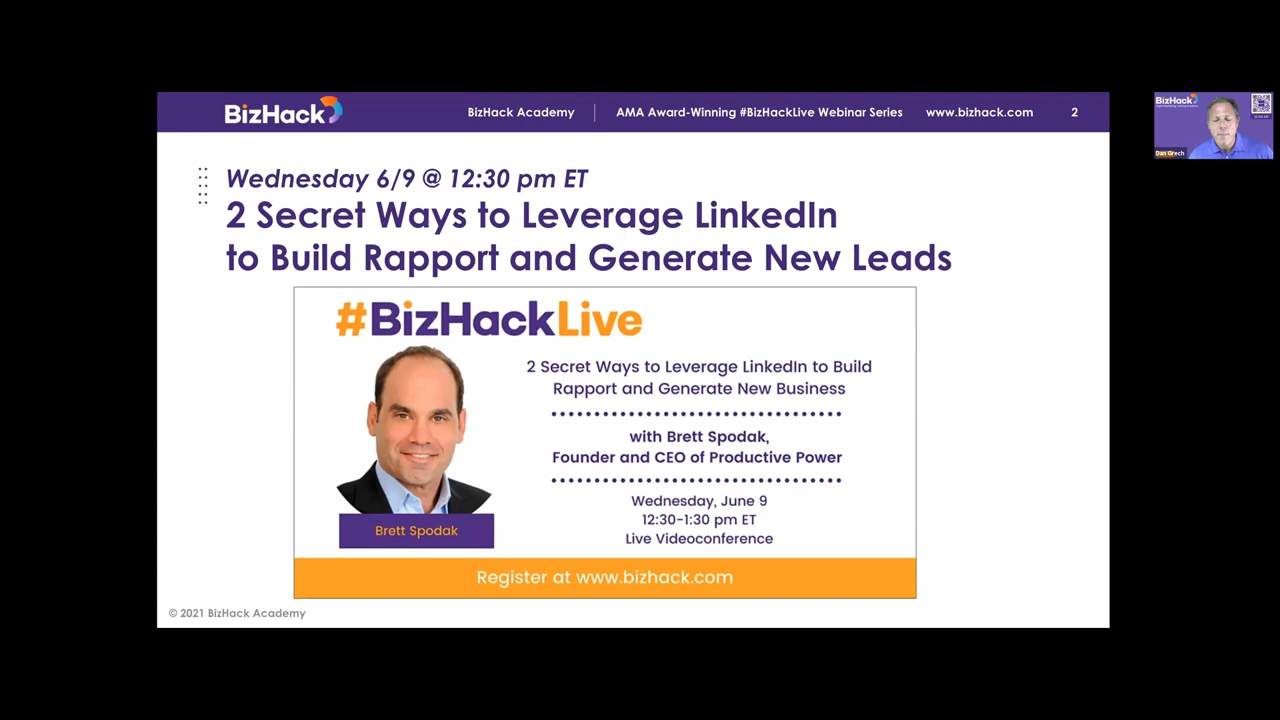 BizHack
BizHack Academy
AMA Award-Winning #BizHackLive Webinar Series
www.bizhack.com
2
Wednesday 6/9 @ 12:30 pm ET
2 Secret Ways to Leverage LinkedIn
to Build Rapport and Generate New Leads
#BizHackLive
2 Secret Ways to Leverage LinkedIn to Build
Rapport and Generate New Business
with Brett Spodak,
Founder and CEO of Productive Power
Wednesday, June 9
12:30-1:30 pm ET
Live Videoconference
Brett Spodak
Register at www.bizhack.com
© 2021 BizHack Academy
BizHack
Dan Grech